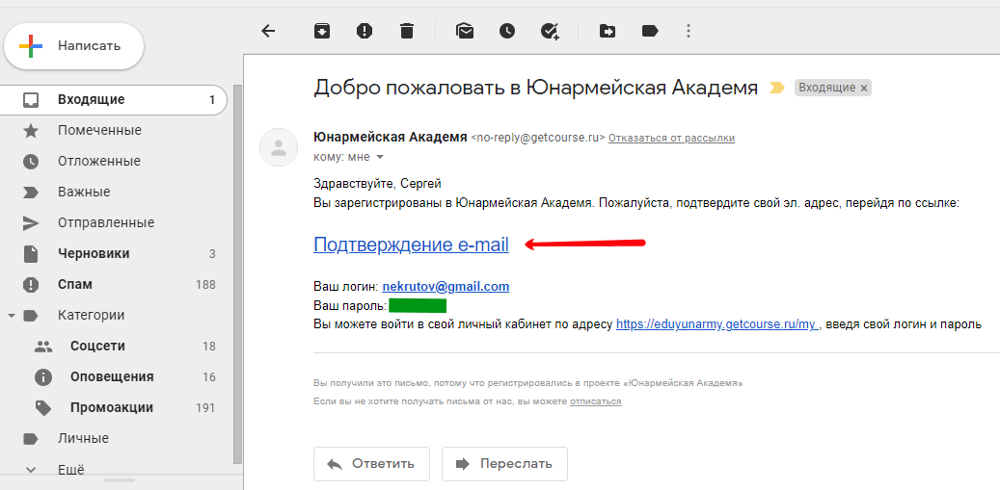 Написать
Входящие 1
Помеченные
Отложенные
Важные
Отправленные
Черновики 3
Спам 188
Категории
Соцсети 18
Оповещения 16
Промоакции 191
Личные
Ещё
Добро пожаловать в Юнармейская Академя Входящие ×
Юнармейская Академя <no-reply@getcourse.ru> Отказаться от рассылки
кому: мне
Здравствуйте, Сергей
Вы зарегистрированы в Юнармейская Академя. Пожалуйста, подтвердите свой эл. адрес, перейдя по ссылке:
Подтверждение e-mail
Ваш логин: nekrutov@gmail.com
Ваш пароль:
Вы можете войти в свой личный кабинет по адресу https://eduyunarmy.getcourse.ru/my , введя свой логин и пароль
Вы получили это письмо, потому что регистрировались в проекте «Юнармейская Академя»
Если вы не хотите получать письма от нас, вы можете отписаться
Ответить
Переслать